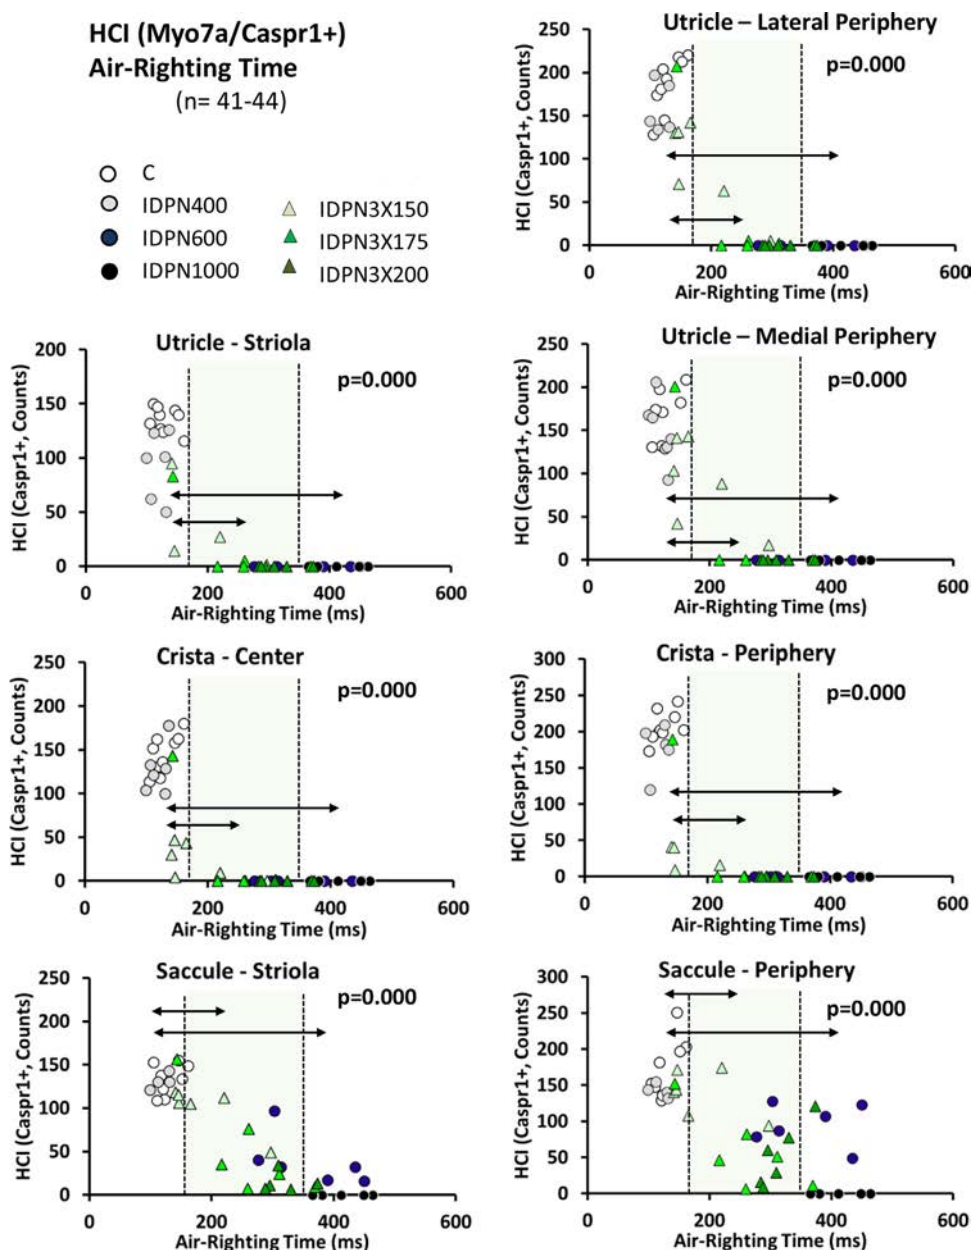 HCI (Myo7a/Caspr1+)
Air-Righting Time
(n= 41-44)
C
IDPN400
IDPN600
IDPN1000
IDPN3X150
IDPN3X175
IDPN3X200
Utricle – Lateral Periphery
p=0.000
HCI (Caspr1+, Counts)
250
200
150
100
50
0
0
200
400
600
Air-Righting Time (ms)
Utricle - Striola
p=0.000
HCI (Caspr1+, Counts)
200
150
100
50
0
0
200
400
600
Air-Righting Time (ms)
Utricle – Medial Periphery
p=0.000
HCI (Caspr1+, Counts)
250
200
150
100
50
0
0
200
400
600
Air-Righting Time (ms)
Crista - Center
p=0.000
HCI (Caspr1+, Counts)
250
200
150
100
50
0
0
200
400
600
Air-Righting Time (ms)
Crista - Periphery
p=0.000
HCI (Caspr1+, Counts)
300
250
200
150
100
50
0
0
200
400
600
Air-Righting Time (ms)
Saccule - Striola
p=0.000
HCI (Caspr1+, Counts)
250
200
150
100
50
0
0
200
400
600
Air-Righting Time (ms)
Saccule - Periphery
p=0.000
HCI (Caspr1+, Counts)
300
250
200
150
100
50
0
0
200
400
600
Air-Righting Time (ms)